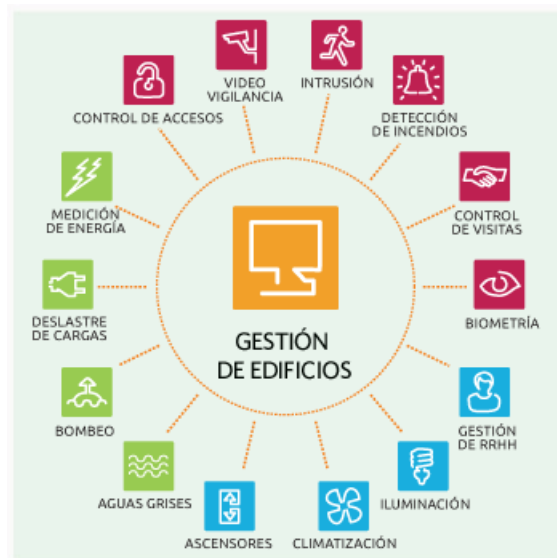 VIDEO
VIGILANCIA
INTRUSIÓN
CONTROL DE ACCESOS
DETECCIÓN
DE INCENDIOS
MEDICIÓN
DE ENERGÍA
CONTROL
DE VISITAS
DESLASTRE
DE CARGAS
BIOMETRÍA
GESTIÓN
DE EDIFICIOS
BOMBEO
GESTIÓN
DE RRHH
AGUAS GRISES
ILUMINACIÓN
ASCENSORES
CLIMATIZACIÓN